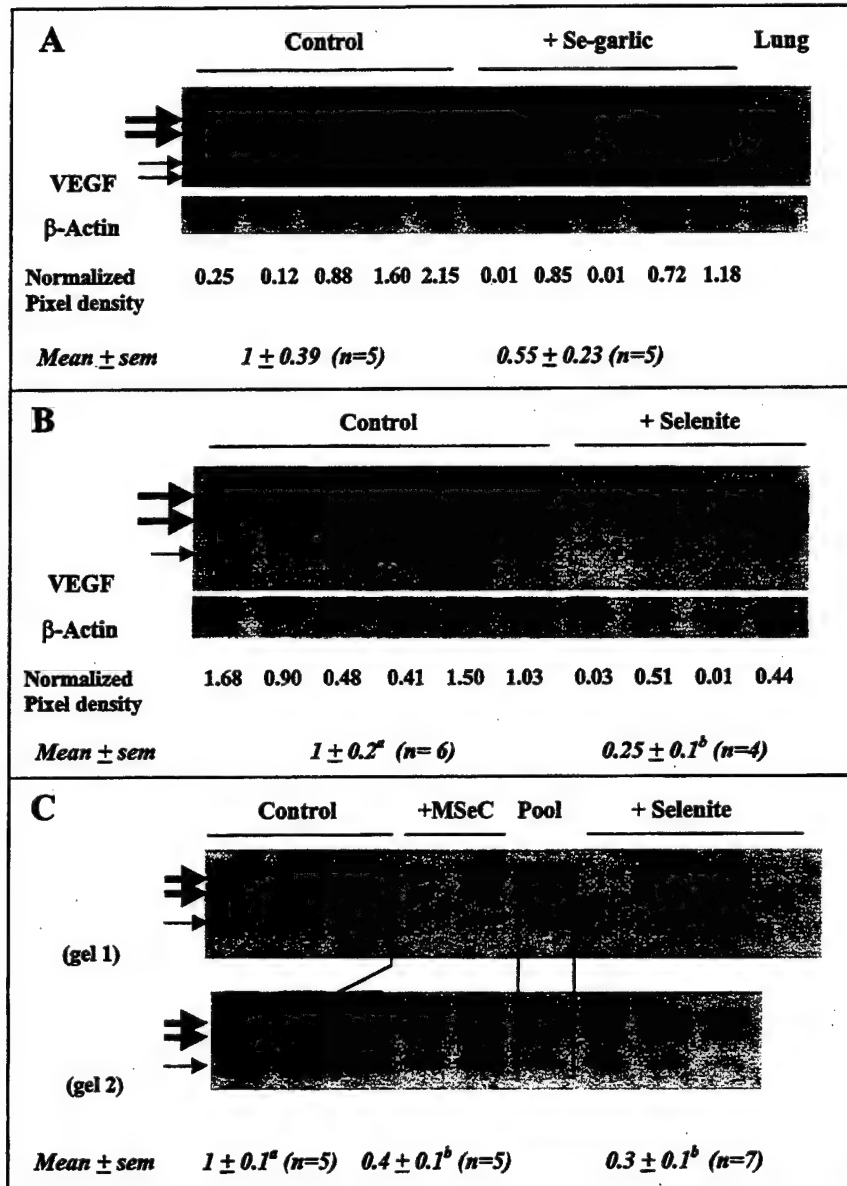 A
Control + Se-garlic Lung
VEGF
β-Actin
Normalized
Pixel density
0.25 0.12 0.88 1.60 2.15 0.01 0.85 0.01 0.72 1.18
Mean ± sem 1 ± 0.39 (n=5) 0.55 ± 0.23 (n=5)
B
Control + Selenite
VEGF
β-Actin
Normalized
Pixel density
1.68 0.90 0.48 0.41 1.50 1.03 0.03 0.51 0.01 0.44
Mean ± sem 1 ± 0.2a (n= 6) 0.25 ± 0.1b (n=4)
C
Control +MSeC Pool + Selenite
(gel 1)
(gel 2)
Mean ± sem 1 ± 0.1a (n=5) 0.4 ± 0.1b (n=5) 0.3 ± 0.1b (n=7)